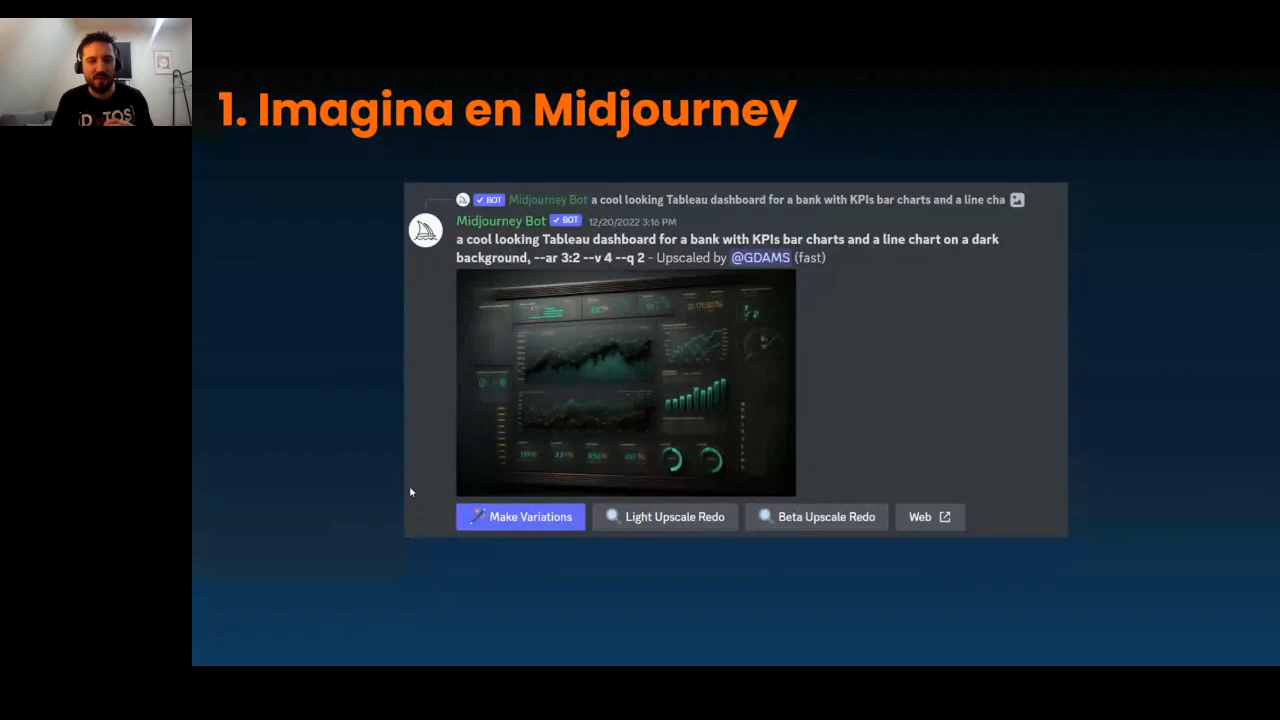 1. Imagina en Midjourney
BOT Midjourney Bot a cool looking Tableau dashboard for a bank with KPIs bar charts and a line cha
Midjourney Bot BOT 12/20/2022 3:16 PM
a cool looking Tableau dashboard for a bank with KPIs bar charts and a line chart on a dark
background, --ar 3:2 --v 4 --q 2 - Upscaled by @GDAMS (fast)
Make Variations
Light Upscale Redo
Beta Upscale Redo
Web